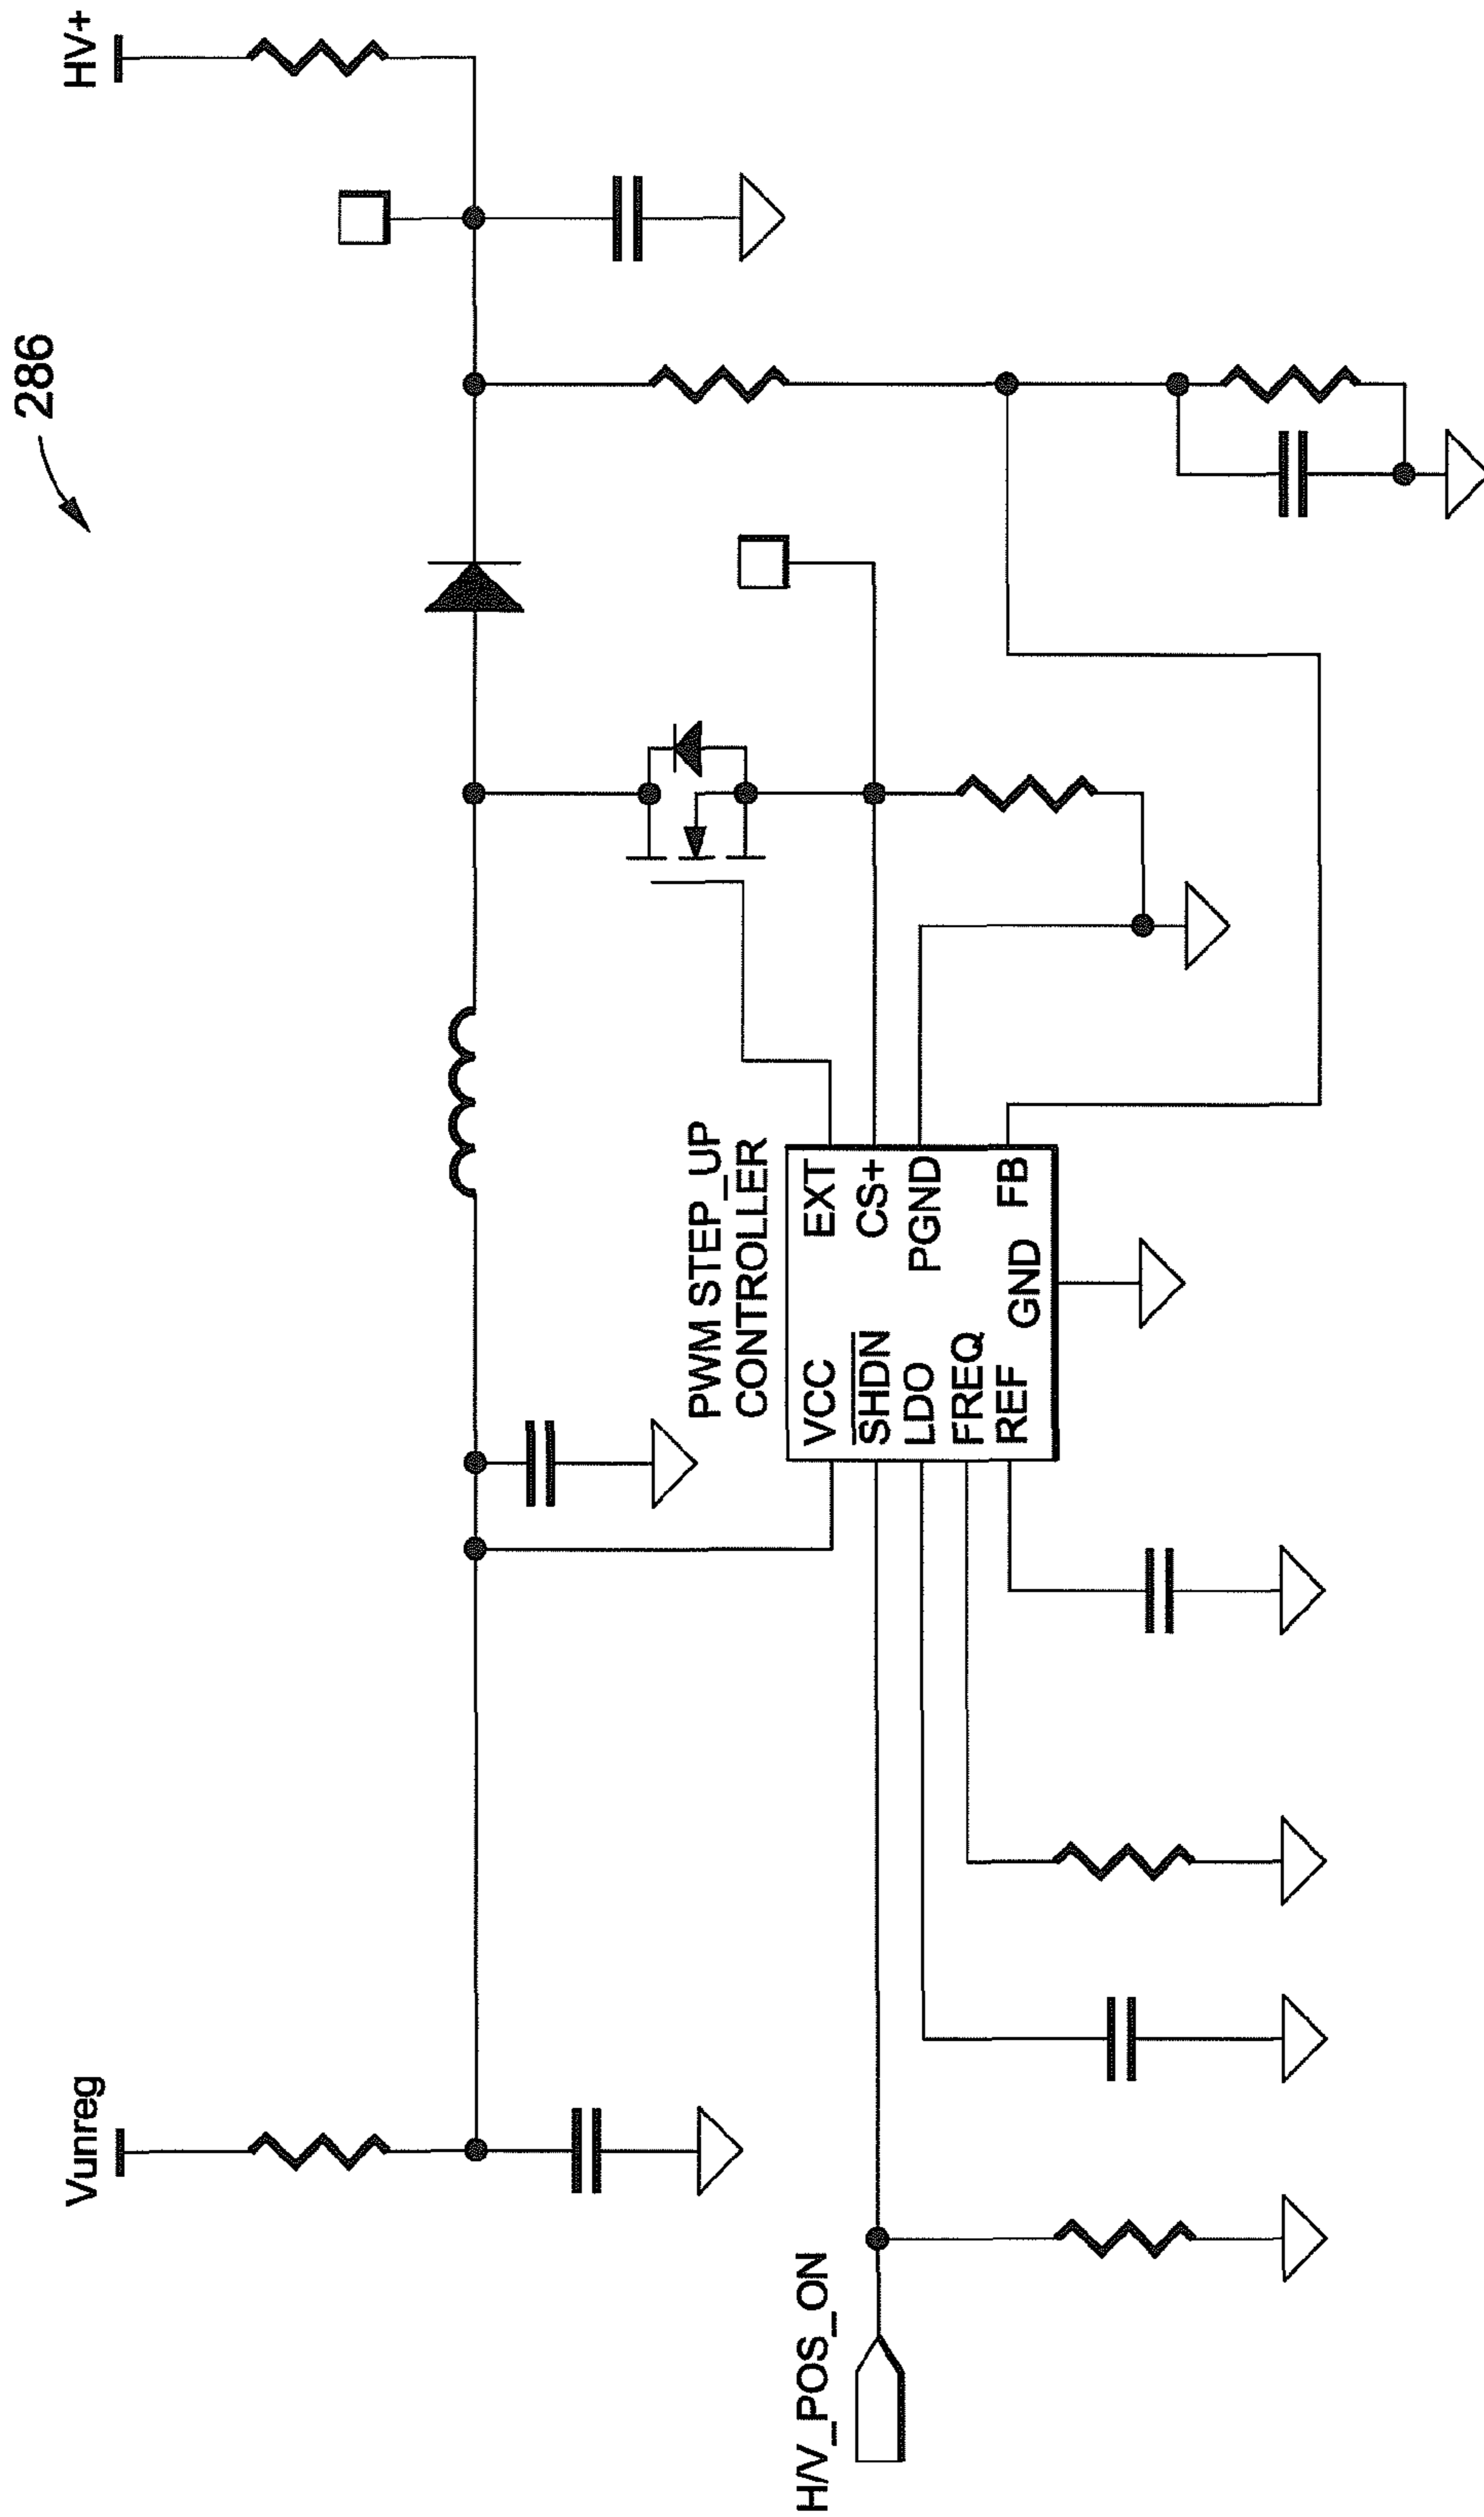 286
Vunreg
HV+
PWM STEP_UP
CONTROLLER
VCC
EXT
SHDN
CS+
LDO
PGND
FREQ
GND
REF
FB
H/V_POS_ON